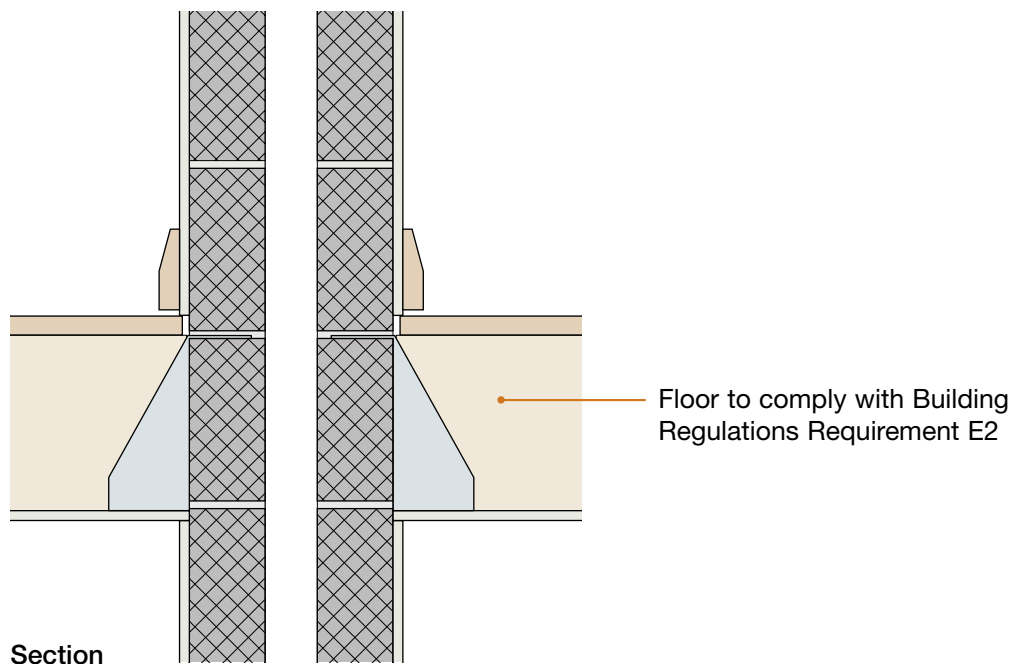 Floor to comply with Building
Regulations Requirement E2
Section